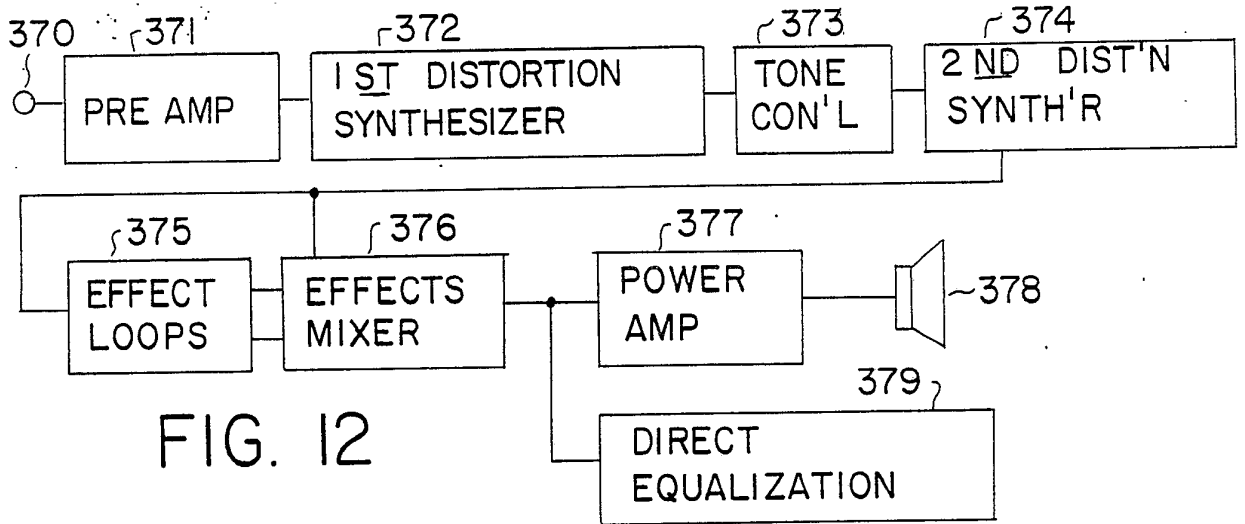 370
371
372
373
374
PRE AMP
1 ST DISTORTION
SYNTHESIZER
TONE
CON'L
2 ND DIST'N
SYNTH'R
375
376
377
EFFECT
LOOPS
EFFECTS
MIXER
POWER
AMP
378
379
DIRECT
EQUALIZATION
FIG. 12